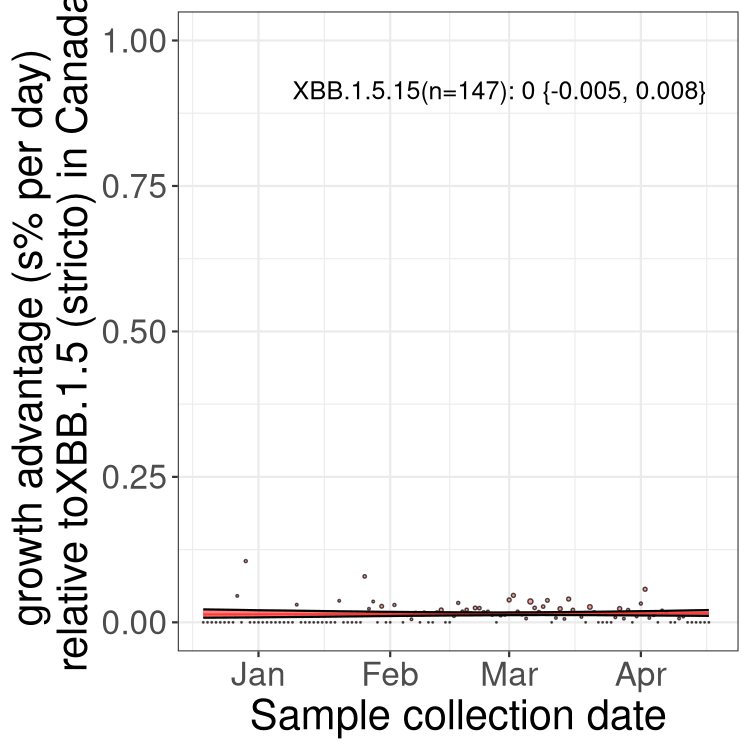 growth advantage (s% per day)
relative toXBB.1.5 (stricto) in Canada
1.00
0.75
0.50
0.25
0.00
XBB.1.5.15(n=147): 0 {-0.005, 0.008}
Jan Feb Mar Apr
Sample collection date